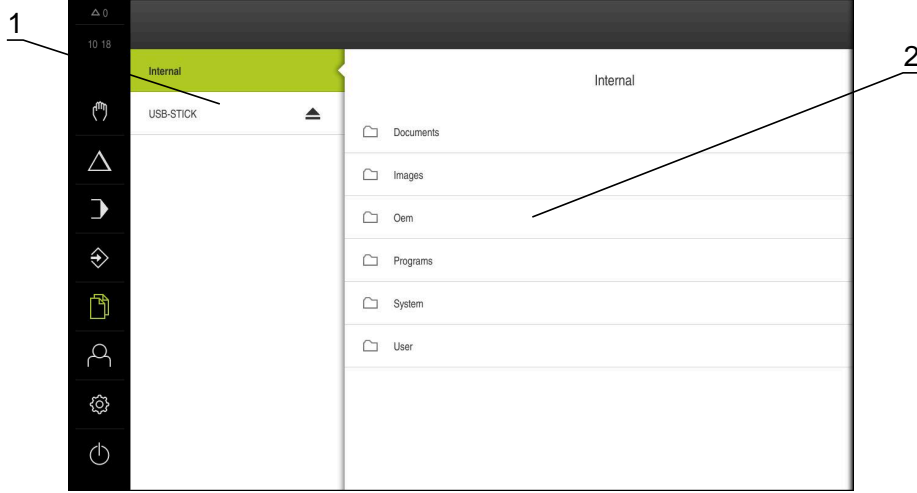 1
0
10 18
2
Internal
Internal
USB-STICK
Documents
Images
Oem
Programs
System
User